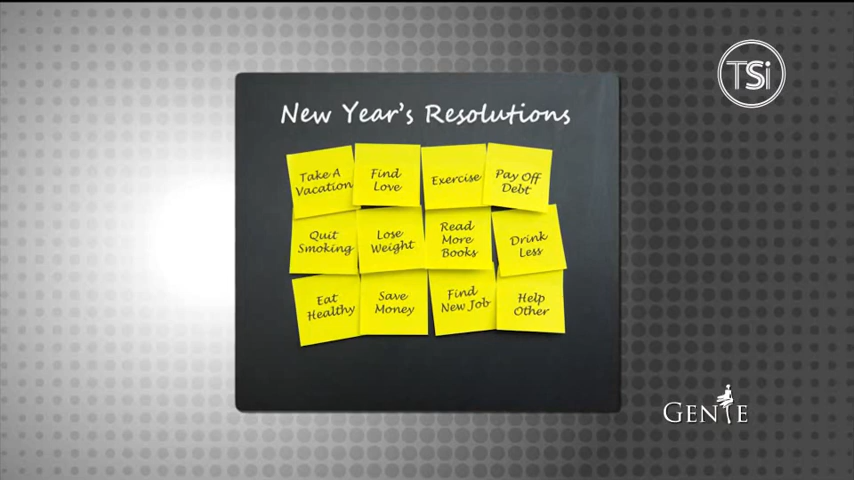 TSi
New Year's Resolutions
Take A
Vacation
Find
Love
Exercise
Pay Off
Debt
Quit
Smoking
Lose
Weight
Read
More
Books
Drink
Less
Eat
Healthy
Save
Money
Find
New Job
Help
Other
GENIE